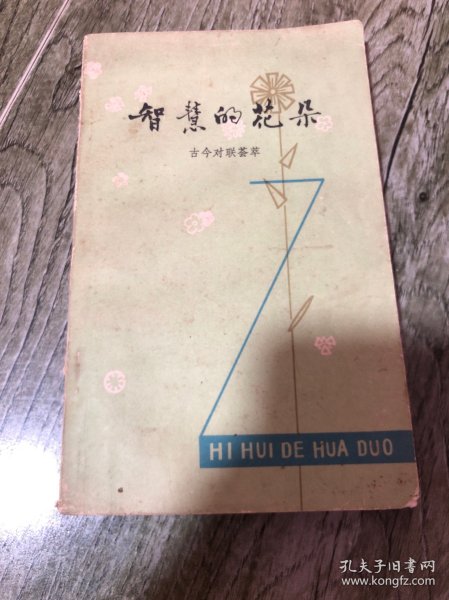 智慧的花朵
古今对联荟萃
ZHI HUI DE HUA DUO
孔夫子旧书网
www.kongfz.com